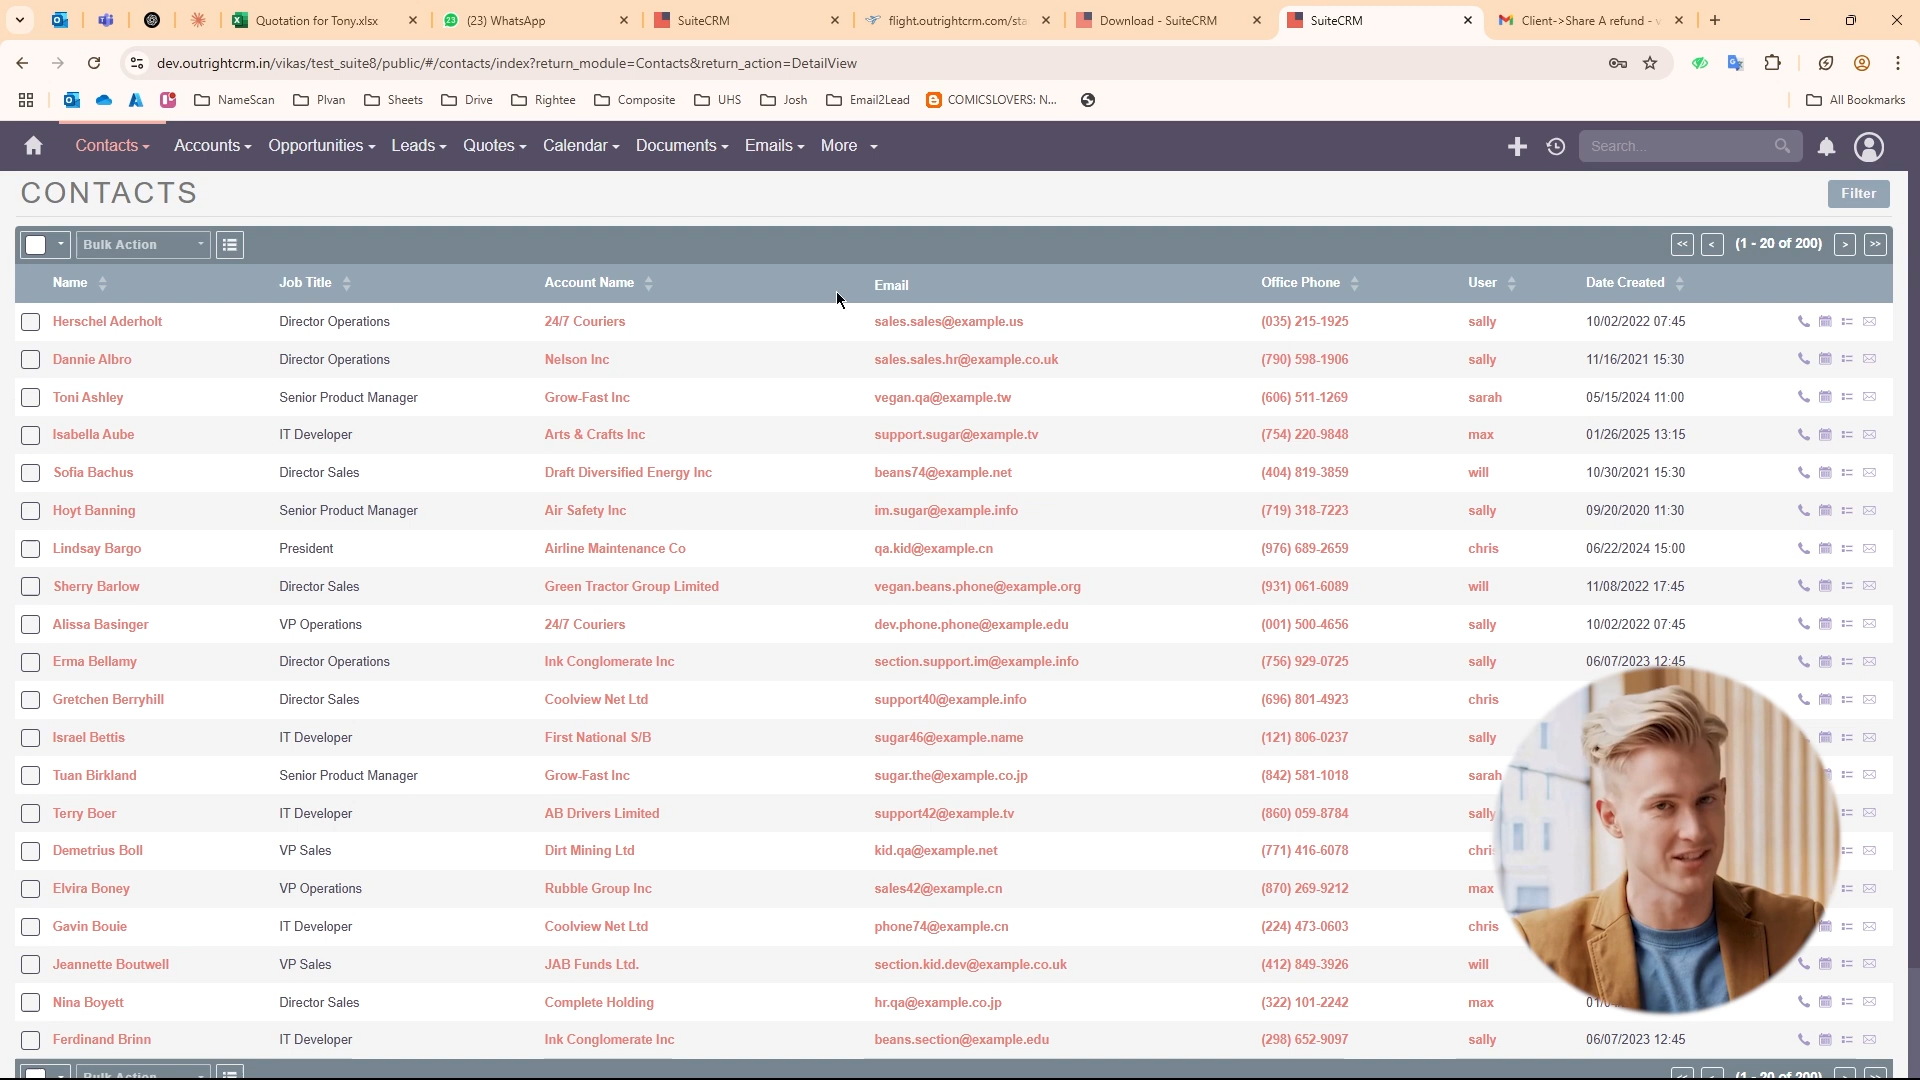 Quotation for Tony.xlsx
(23) WhatsApp
SuiteCRM
flight.outrightcrm.com/sta
Download - SuiteCRM
SuiteCRM
Client->Share A refund -
dev.outrightcrm.in/vikas/test_suite8/public/#/contacts/index?return_module=Contacts&return_action=DetailView
NameScan Plvan Sheets Drive Rightee Composite UHS Josh Email2Lead COMICSLOVERS: N... All Bookmarks
Contacts Accounts Opportunities Leads Quotes Calendar Documents Emails More Search...
CONTACTS
Filter
Bulk Action << < (1 - 20 of 200) > >>
Name Job Title Account Name Email Office Phone User Date Created
Herschel Aderholt Director Operations 24/7 Couriers sales.sales@example.us (035) 215-1925 sally 10/02/2022 07:45
Dannie Albro Director Operations Nelson Inc sales.sales.hr@example.co.uk (790) 598-1906 sally 11/16/2021 15:30
Toni Ashley Senior Product Manager Grow-Fast Inc vegan.qa@example.tw (606) 511-1269 sarah 05/15/2024 11:00
Isabella Aube IT Developer Arts & Crafts Inc support.sugar@example.tv (754) 220-9848 max 01/26/2025 13:15
Sofia Bachus Director Sales Draft Diversified Energy Inc beans74@example.net (404) 819-3859 will 10/30/2021 15:30
Hoyt Banning Senior Product Manager Air Safety Inc im.sugar@example.info (719) 318-7223 sally 09/20/2020 11:30
Lindsay Bargo President Airline Maintenance Co qa.kid@example.cn (976) 689-2659 chris 06/22/2024 15:00
Sherry Barlow Director Sales Green Tractor Group Limited vegan.beans.phone@example.org (931) 061-6089 will 11/08/2022 17:45
Alissa Basinger VP Operations 24/7 Couriers dev.phone.phone@example.edu (001) 500-4656 sally 10/02/2022 07:45
Erma Bellamy Director Operations Ink Conglomerate Inc section.support.im@example.info (756) 929-0725 sally 06/07/2023 12:45
Gretchen Berryhill Director Sales Coolview Net Ltd support40@example.info (696) 801-4923 chris
Israel Bettis IT Developer First National S/B sugar46@example.name (121) 806-0237 sally
Tuan Birkland Senior Product Manager Grow-Fast Inc sugar.the@example.co.jp (842) 581-1018 sarah
Terry Boer IT Developer AB Drivers Limited support42@example.tv (860) 059-8784 sally
Demetrius Boll VP Sales Dirt Mining Ltd kid.qa@example.net (771) 416-6078 chri
Elvira Boney VP Operations Rubble Group Inc sales42@example.cn (870) 269-9212 max
Gavin Bouie IT Developer Coolview Net Ltd phone74@example.cn (224) 473-0603 chris
Jeannette Boutwell VP Sales JAB Funds Ltd. section.kid.dev@example.co.uk (412) 849-3926 will
Nina Boyett Director Sales Complete Holding hr.qa@example.co.jp (322) 101-2242 max
Ferdinand Brinn IT Developer Ink Conglomerate Inc beans.section@example.edu (298) 652-9097 sally 06/07/2023 12:45
Bulk Action (1 - 20 of 200)